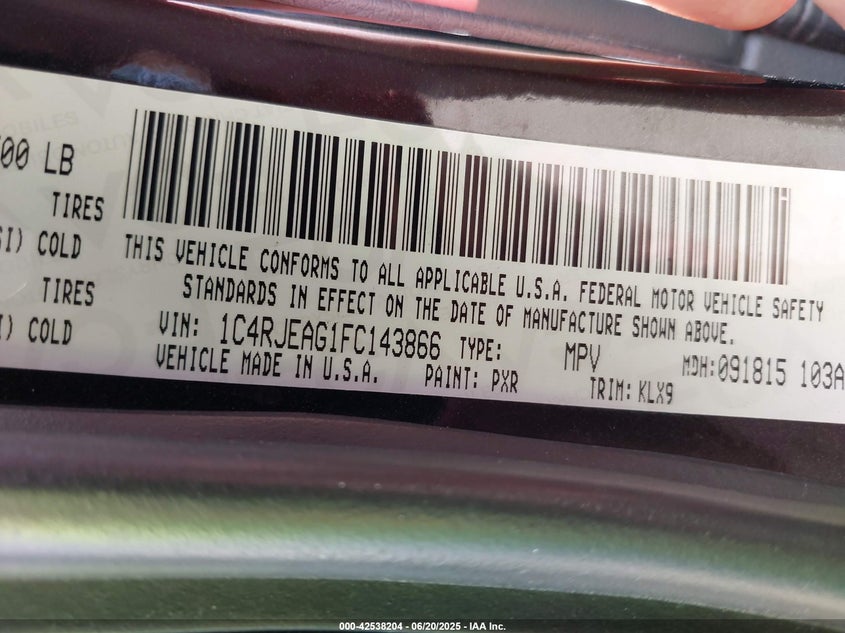 00 LB
TIRES
SI) COLD
TIRES
I) COLD
THIS VEHICLE CONFORMS TO ALL APPLICABLE U.S.A. FEDERAL MOTOR VEHICLE SAFETY
STANDARDS IN EFFECT ON THE DATE OF MANUFACTURE SHOWN ABOVE.
VIN: 1C4RJEAG1FC143866 TYPE: MPV MDH:091815 103A
VEHICLE MADE IN U.S.A. PAINT: PXR TRIM: KLX9
000-42538204 - 06/20/2025 - IAA Inc.